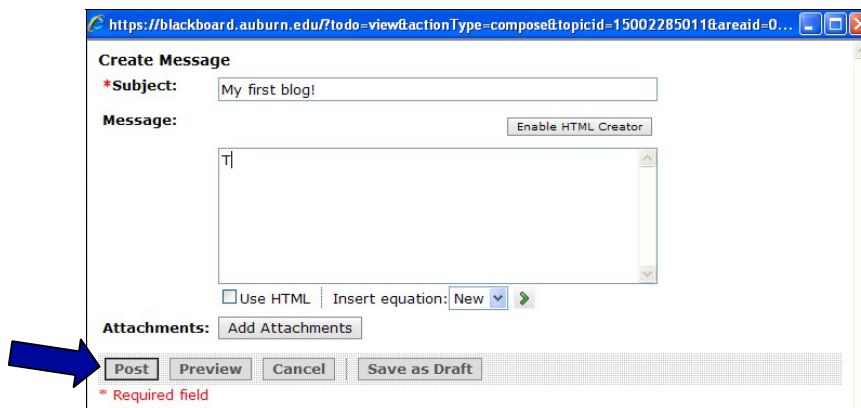 https://blackboard.auburn.edu/?todo=view&actionType=compose&topicid=15002285011&areaid=0...
Create Message
*Subject: My first blog!
Message: Enable HTML Creator
T
Use HTML Insert equation: New
Attachments: Add Attachments
Post Preview Cancel Save as Draft
* Required field